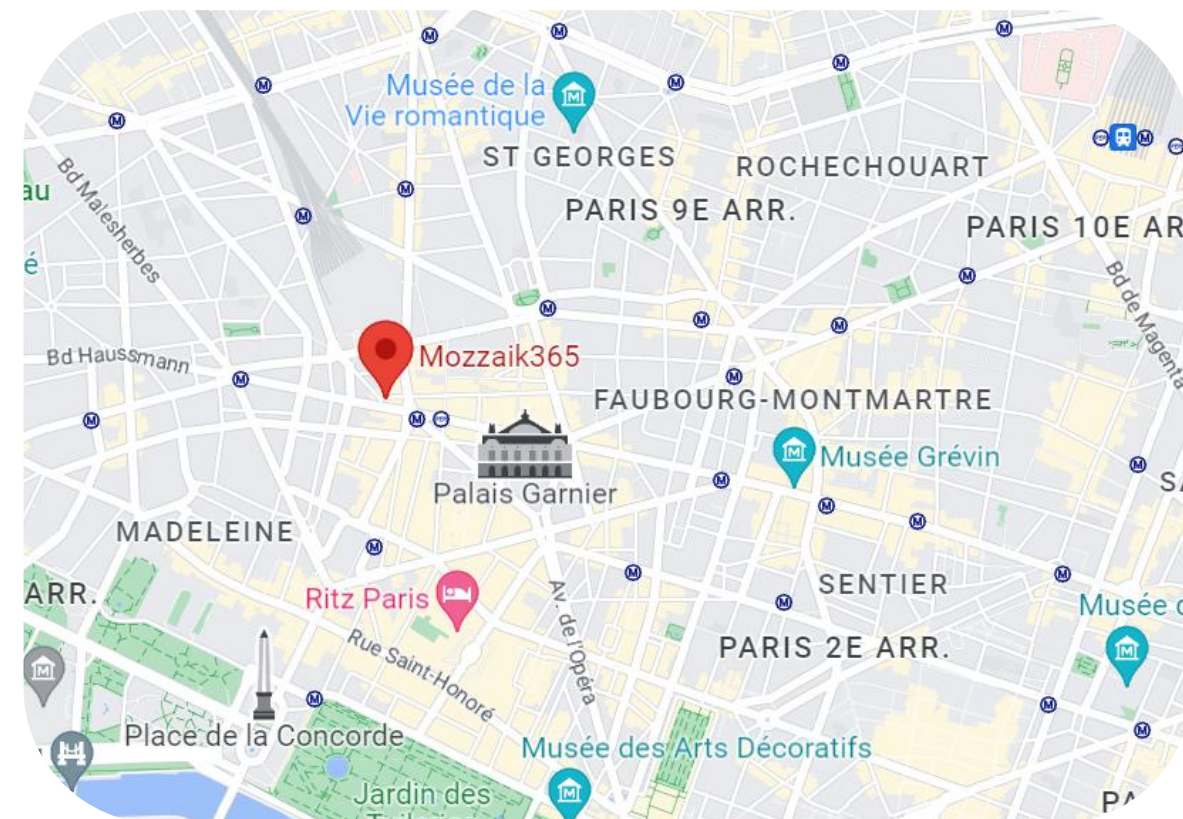 Musée de la
Vie romantique
ST GEORGES
ROCHECHOUART
PARIS 9E ARR.
PARIS 10E AR
Bd Malesherbes
au
é
Bd de Magenta
Bd Haussmann
Mozzaik365
FAUBOURG-MONTMARTRE
Musée Grévin
Palais Garnier
MADELEINE
ARR.
Ritz Paris
Av. de l'Opéra
SENTIER
Musée
Rue Saint-Honoré
PARIS 2E ARR.
Place de la Concorde
Musée des Arts Décoratifs
Jardin des